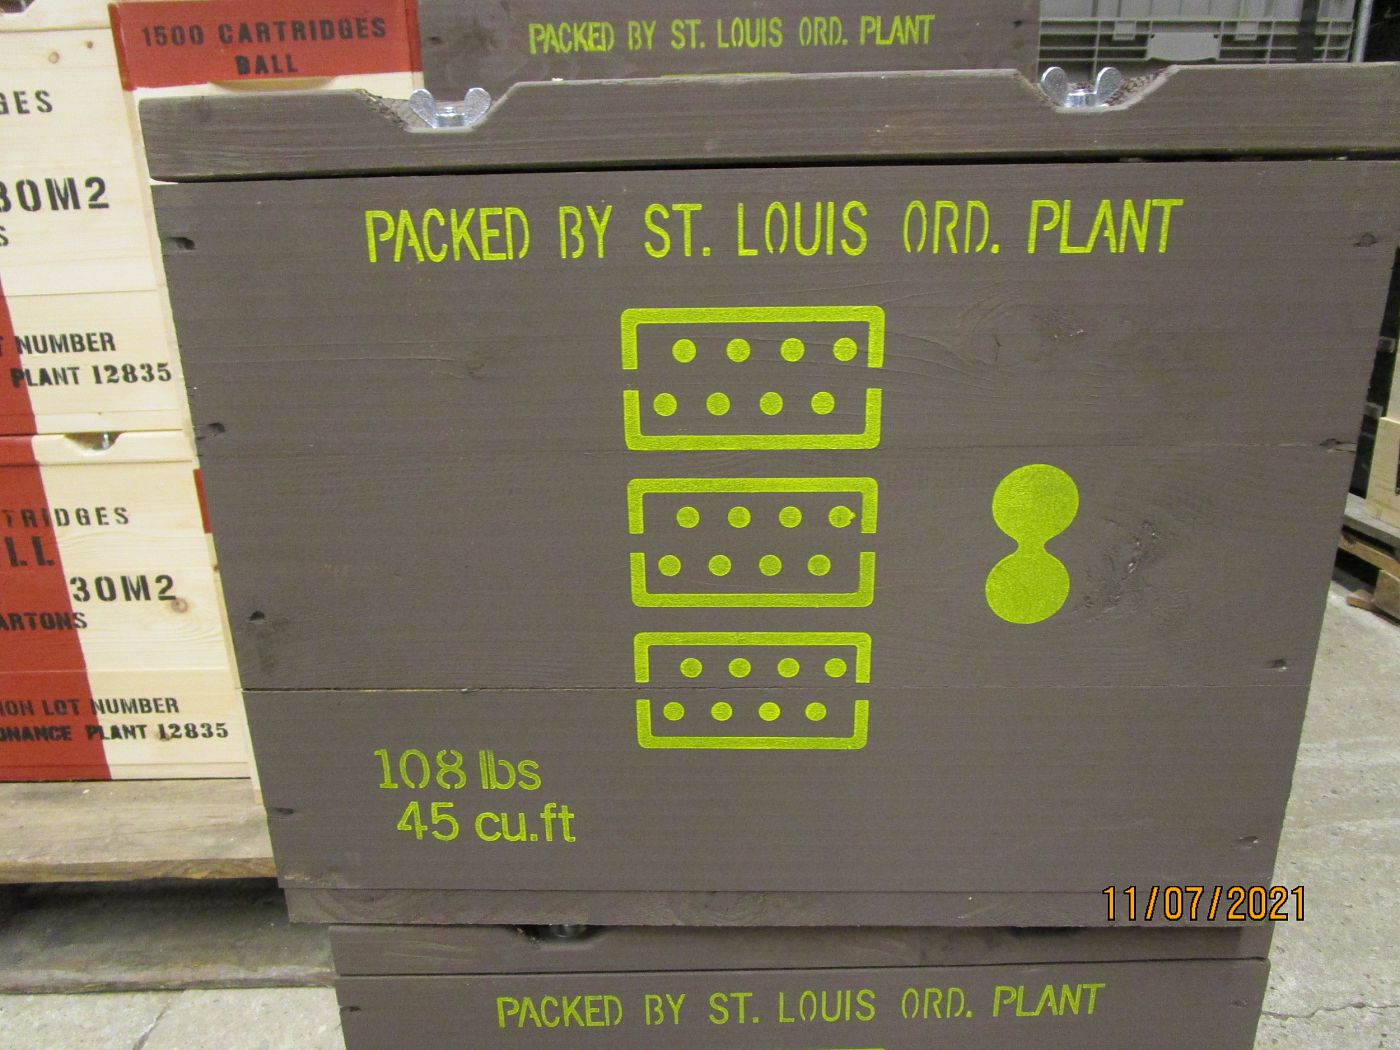 1500 CARTRIDGES
BALL
PACKED BY ST. LOUIS ORD. PLANT
GES
30M2
S
T NUMBER
PLANT 12835
PACKED BY ST. LOUIS ORD. PLANT
TRIDGES
LL
30M2
ARTONS
ION LOT NUMBER
DNANCE PLANT 12835
108 lbs
45 cu.ft
11/07/2021
PACKED BY ST. LOUIS ORD. PLANT